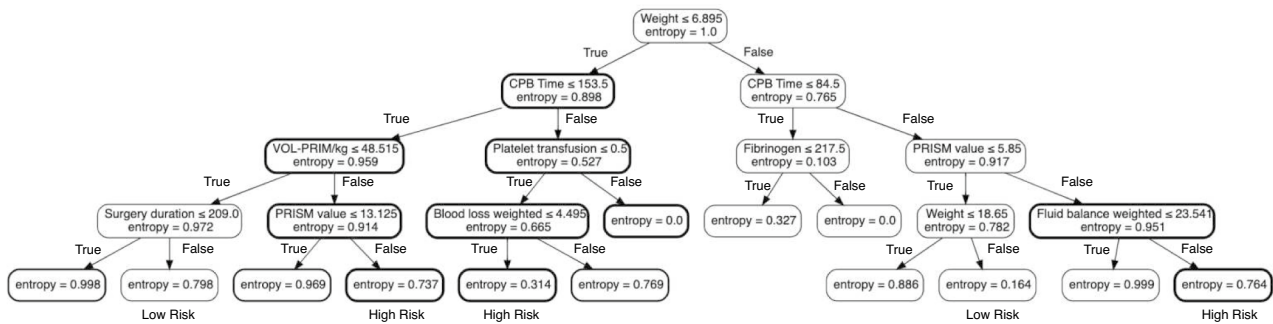 Weight ≤ 6.895
entropy = 1.0
True
False
CPB Time ≤ 153.5
entropy = 0.898
CPB Time ≤ 84.5
entropy = 0.765
True
False
True
False
VOL-PRIM/kg ≤ 48.515
entropy = 0.959
Platelet transfusion ≤ 0.5
entropy = 0.527
Fibrinogen ≤ 217.5
entropy = 0.103
PRISM value ≤ 5.85
entropy = 0.917
True
False
True
False
True
False
True
False
Surgery duration ≤ 209.0
entropy = 0.972
PRISM value ≤ 13.125
entropy = 0.914
Blood loss weighted ≤ 4.495
entropy = 0.665
entropy = 0.0
entropy = 0.327
entropy = 0.0
Weight ≤ 18.65
entropy = 0.782
Fluid balance weighted ≤ 23.541
entropy = 0.951
True
False
True
False
True
False
True
False
True
False
entropy = 0.998
entropy = 0.798
entropy = 0.969
entropy = 0.737
entropy = 0.314
entropy = 0.769
entropy = 0.886
entropy = 0.164
entropy = 0.999
entropy = 0.764
Low Risk
High Risk
High Risk
Low Risk
High Risk